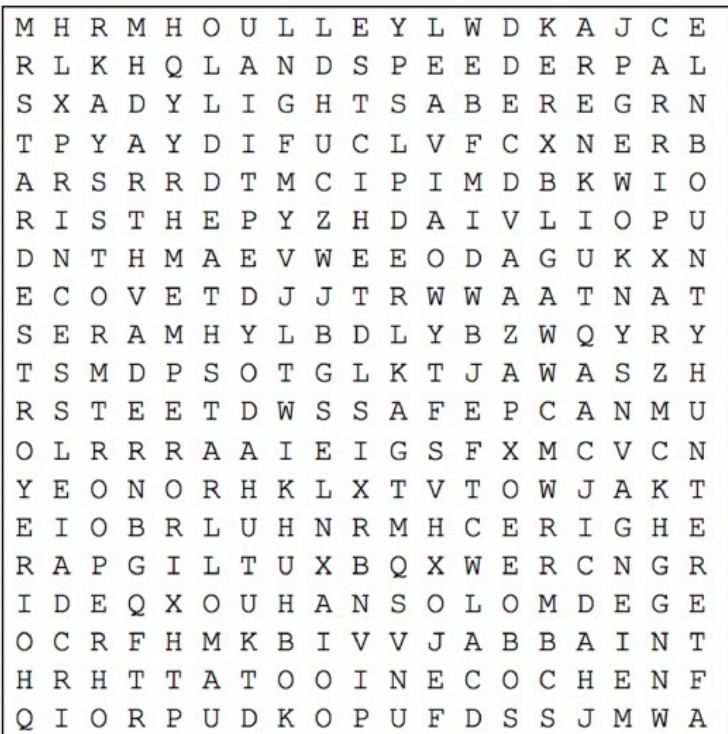 M H R M H O U L L E Y L W D K A J C E
R L K H Q L A N D S P E E D E R P A L
S X A D Y L I G H T S A B E R E G R N
T P Y A Y D I F U C L V F C X N E R B
A R S R R D T M C I P I M D B K W I O
R I S T H E P Y Z H D A I V L I O P U
D N T H M A E V W E E O D A G U K X N
E C O V E T D J J T R W W A A T N A T
S E R A M H Y L B D L Y B Z W Q Y R Y
T S M D P S O T G L K T J A W A S Z H
R S T E E T D W S S A F E P C A N M U
O L R R R A A I E I G S F X M C V C N
Y E O N O R H K L X T V T O W J A K T
E I O B R L U H N R M H C E R I G H E
R A P G I L T U X B Q X W E R C N G R
I D E Q X O U H A N S O L O M D E G E
O C R F H M K B I V V J A B B A I N T
H R H T T A T O O I N E C O C H E N F
Q I O R P U D K O P U F D S S J M W A